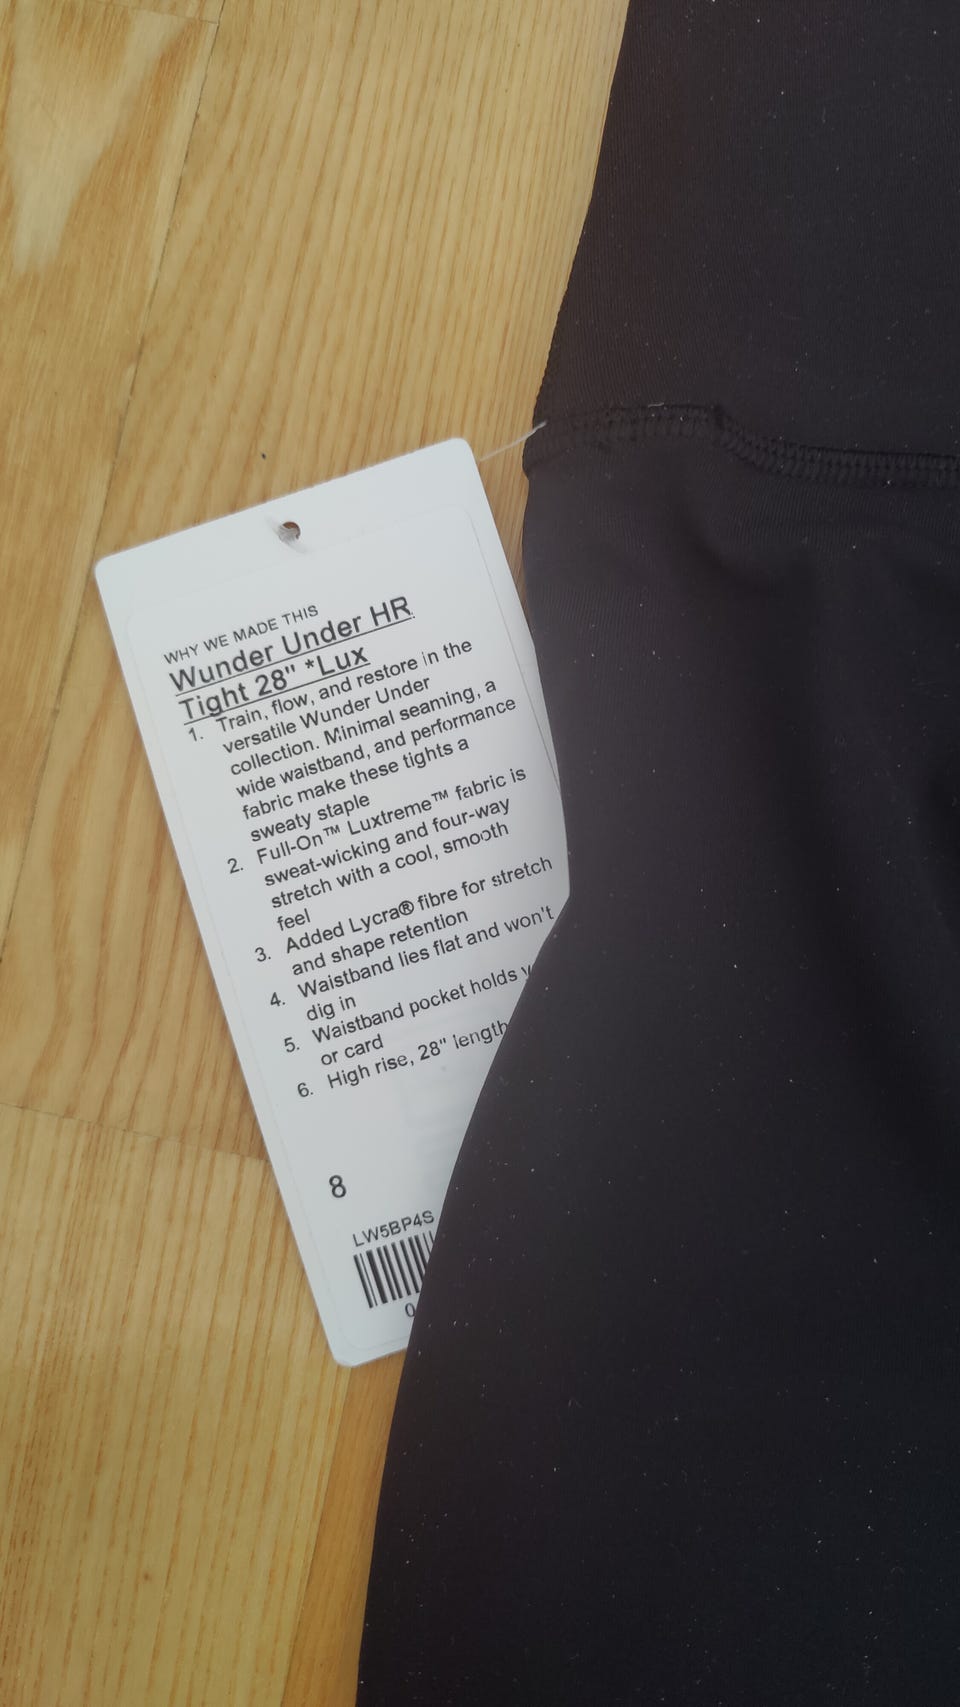 WHY WE MADE THIS
Wunder Under HR
Tight 28" *Lux
1. Train, flow, and restore in the
versatile Wunder Under
collection. Minimal seaming, a
wide waistband, and performance
fabric make these tights a
sweaty staple
2. Full-On™ Luxtreme™ fabric is
sweat-wicking and four-way
stretch with a cool, smooth
feel
3. Added Lycra® fibre for stretch
and shape retention
4. Waistband lies flat and won't
dig in
5. Waistband pocket holds
or card
6. High rise, 28" length
8
LW5BP4S
0